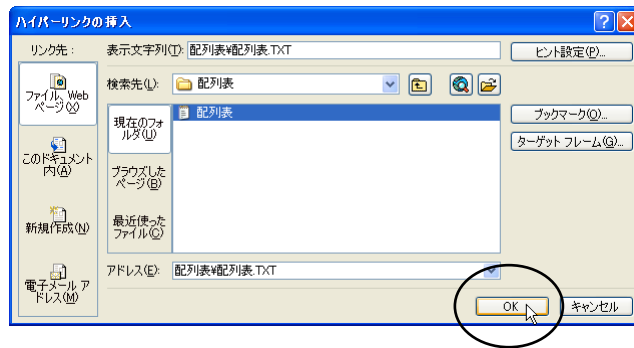 ハイパーリンクの挿入
リンク先：
表示文字列(T): 配列表¥配列表.TXT
ヒント設定(P)...
ファイル、Web
ページ(X)
検索先(L):
配列表
現在のフォ
ルダ(U)
配列表
ブックマーク(O)...
ターゲット フレーム(G)...
このドキュメント
内(A)
ブラウズした
ページ(B)
新規作成(N)
最近使った
ファイル(C)
電子メール ア
ドレス(M)
アドレス(E):
配列表¥配列表.TXT
OK
キャンセル